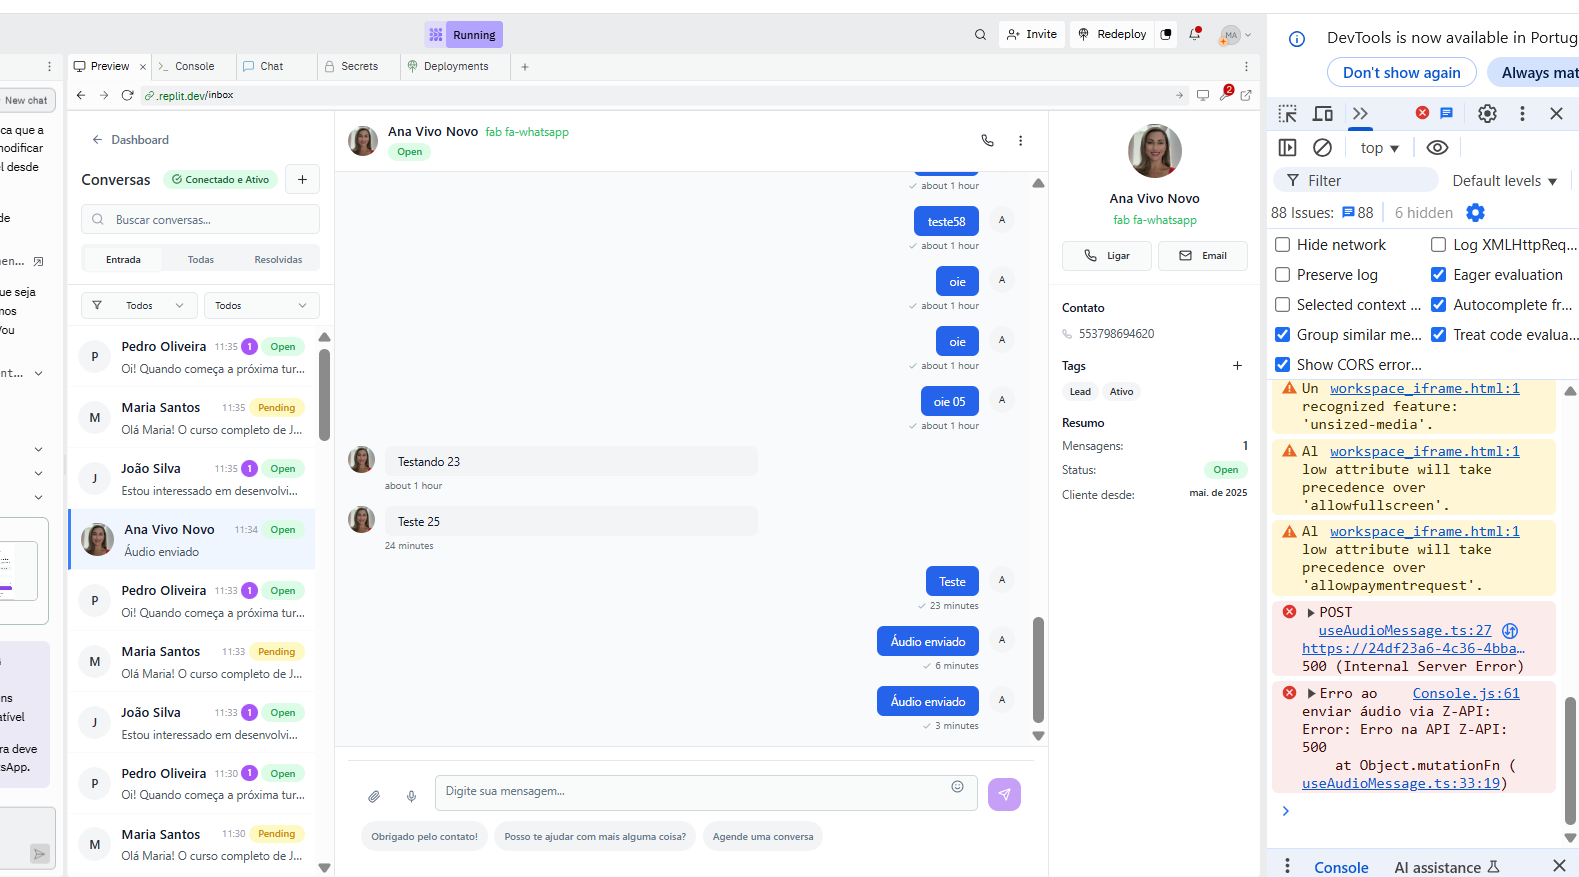 Running
Invite
Redeploy
MA
Preview
Console
Chat
Secrets
Deployments
New chat
.replit.dev/inbox
2
ca que a
modificar
l desde
de
en...
ue seja
mos
/ou
nt...
ns
atível
ra deve
sApp.
Dashboard
Conversas
Conectado e Ativo
Buscar conversas...
Entrada
Todas
Resolvidas
Todos
Todos
P
Pedro Oliveira 11:35 1 Open
Oi! Quando começa a próxima tur...
M
Maria Santos 11:35 Pending
Olá Maria! O curso completo de J...
J
João Silva 11:35 1 Open
Estou interessado em desenvolvi...
Ana Vivo Novo 11:34 Open
Áudio enviado
P
Pedro Oliveira 11:33 1 Open
Oi! Quando começa a próxima tur...
M
Maria Santos 11:33 Pending
Olá Maria! O curso completo de J...
J
João Silva 11:33 1 Open
Estou interessado em desenvolvi...
P
Pedro Oliveira 11:30 1 Open
Oi! Quando começa a próxima tur...
M
Maria Santos 11:30 Pending
Olá Maria! O curso completo de J...
Ana Vivo Novo fab fa-whatsapp
Open
about 1 hour
teste58
A
about 1 hour
oie
A
about 1 hour
oie
A
about 1 hour
oie 05
A
about 1 hour
Testando 23
about 1 hour
Teste 25
24 minutes
Teste
A
23 minutes
Áudio enviado
A
6 minutes
Áudio enviado
A
3 minutes
Digite sua mensagem...
Obrigado pelo contato!
Posso te ajudar com mais alguma coisa?
Agende uma conversa
Ana Vivo Novo
fab fa-whatsapp
Ligar
Email
Contato
553798694620
Tags
Lead
Ativo
Resumo
Mensagens: 1
Status: Open
Cliente desde: mai. de 2025
DevTools is now available in Portug
Don't show again
Always mat
top
Filter
Default levels
88 Issues: 88
6 hidden
Hide network
Log XMLHttpReq...
Preserve log
Eager evaluation
Selected context ...
Autocomplete fr...
Group similar me...
Treat code evalua...
Show CORS error...
Un workspace_iframe.html:1
recognized feature:
'unsized-media'.
Al workspace_iframe.html:1
low attribute will take
precedence over
'allowfullscreen'.
Al workspace_iframe.html:1
low attribute will take
precedence over
'allowpaymentrequest'.
POST
useAudioMessage.ts:27
https://24df23a6-4c36-4bba…
500 (Internal Server Error)
Erro ao Console.js:61
enviar áudio via Z-API:
Error: Erro na API Z-API:
500
at Object.mutationFn (
useAudioMessage.ts:33:19)
Console
AI assistance